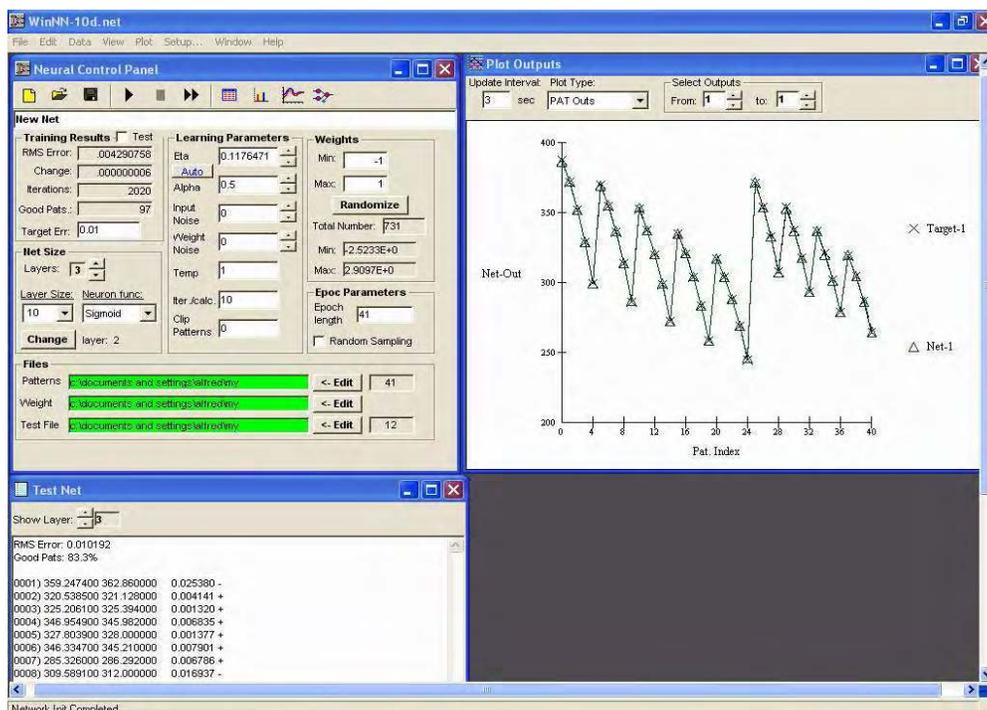 WinNN-10d.net
File Edit Data View Plot Setup... Window Help
Neural Control Panel
New Net
Training Results Test
RMS Error: .004290758
Change: .000000006
Iterations: 2020
Good Pats.: 97
Target Err: 0.01
Net Size
Layers: 3
Layer Size: Neuron func:
10 Sigmoid
Change layer: 2
Learning Parameters
Eta 0.1176471
Auto
Alpha 0.5
Input Noise 0
Weight Noise 0
Temp 1
Iter./calc. 10
Clip Patterns 0
Weights
Min: -1
Max: 1
Randomize
Total Number: 731
Min: -2.5233E+0
Max: 2.9097E+0
Epoc Parameters
Epoch length 41
Random Sampling
Files
Patterns c:\documents and settings\alfred\my <- Edit 41
Weight c:\documents and settings\alfred\my <- Edit
Test File c:\documents and settings\alfred\my <- Edit 12
Plot Outputs
Update Interval: Plot Type: Select Outputs
3 sec PAT Outs From: 1 to: 1
400
350
300
250
200
Net-Out
0 4 8 12 16 20 24 28 32 36 40
Pat. Index
Target-1
Net-1
Test Net
Show Layer: 3
RMS Error: 0.010192
Good Pats: 83.3%
0001) 359.247400 362.860000 0.025380 -
0002) 320.538500 321.128000 0.004141 +
0003) 325.206100 325.394000 0.001320 +
0004) 346.954900 345.982000 0.006835 +
0005) 327.803900 328.000000 0.001377 +
0006) 346.334700 345.210000 0.007901 +
0007) 285.326000 286.292000 0.006786 +
0008) 309.589100 312.000000 0.016937 -
Network Init Completed